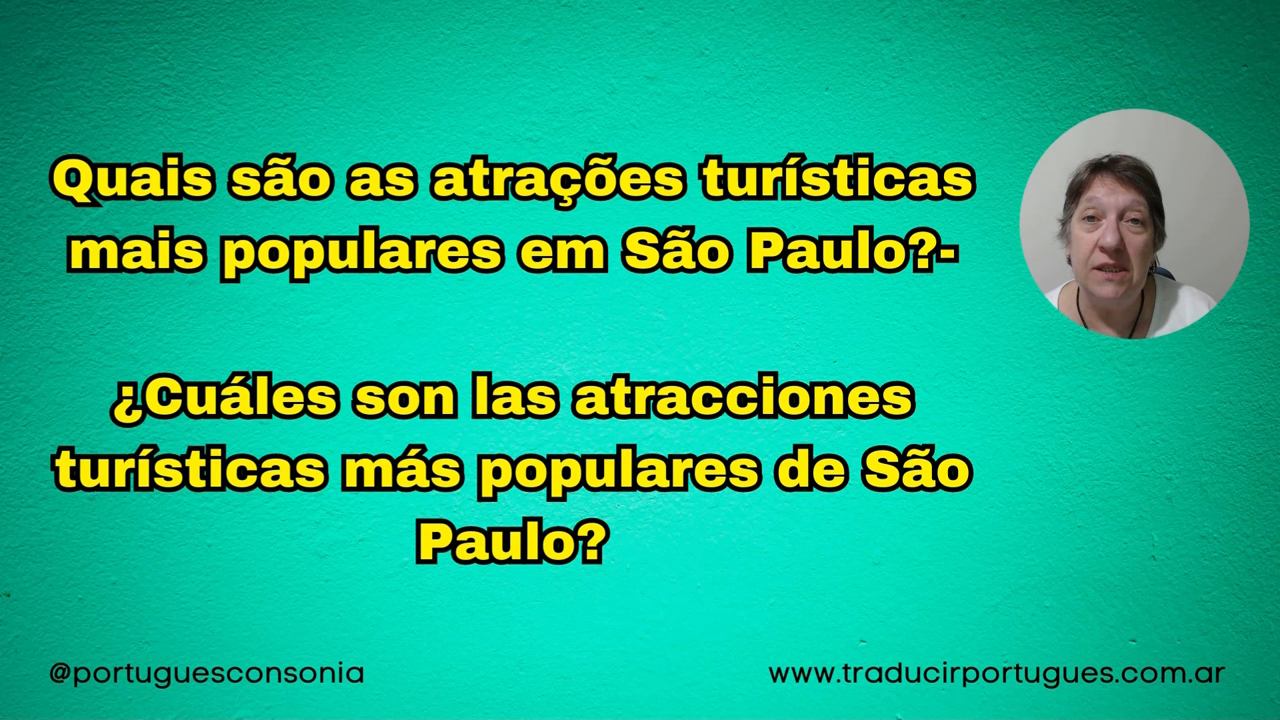 Quais são as atrações turísticas
mais populares em São Paulo?-
¿Cuáles son las atracciones
turísticas más populares de São
Paulo?
@portuguesconsonia
www.traducirportugues.com.ar